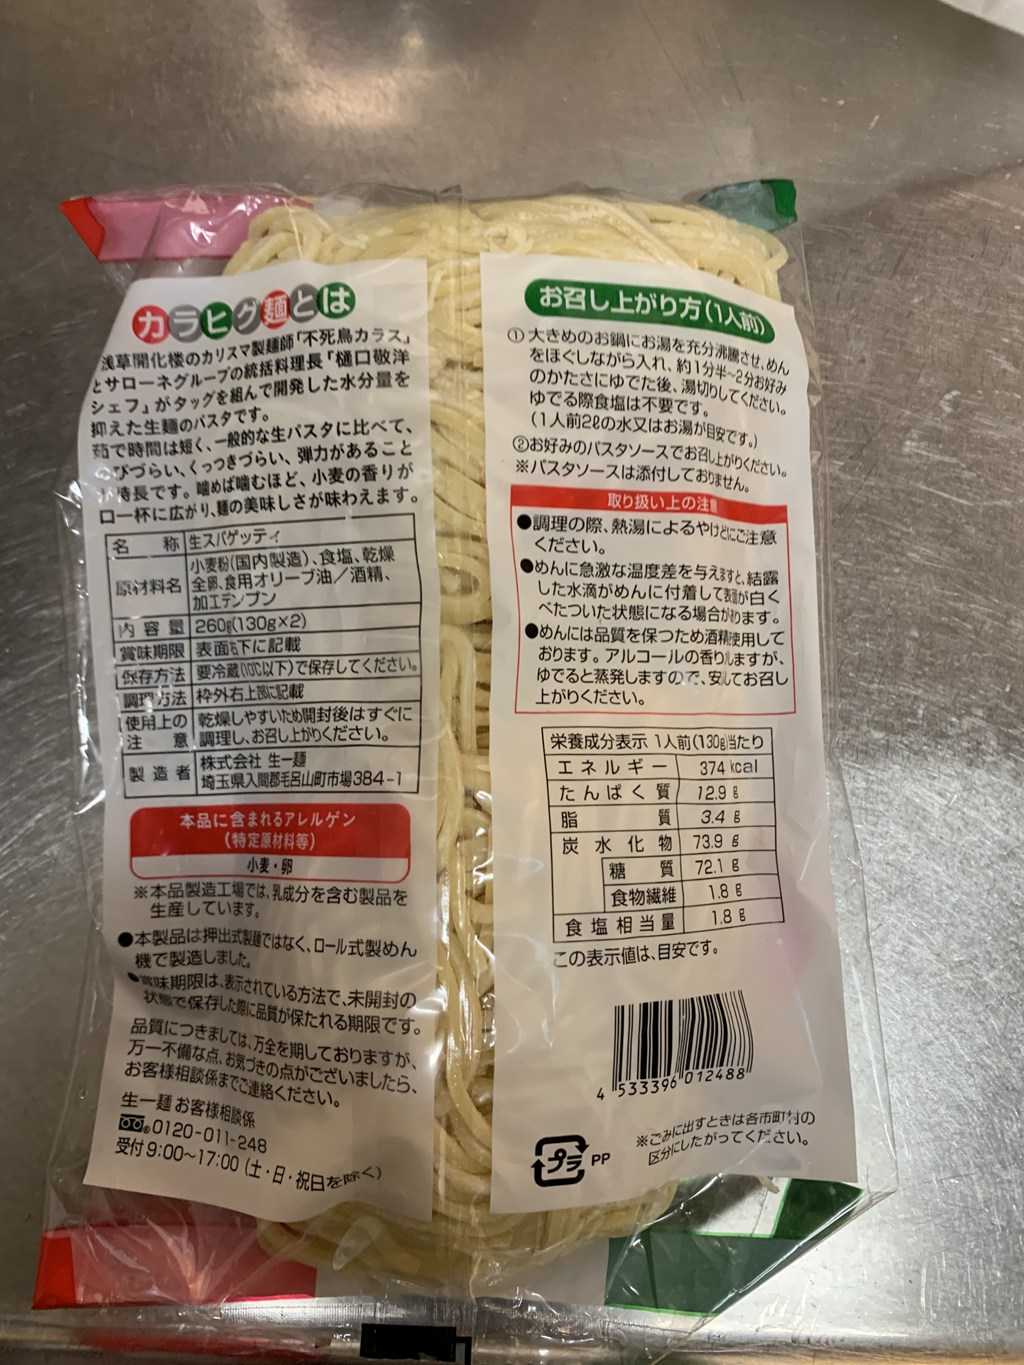 カラヒグ麺とは
浅草開化楼のカリスマ製麺師「不死鳥カラス」
とサローネグループの統括料理長「樋口敬洋
シェフ」がタッグを組んで開発した水分量を
抑えた生麺のパスタです。
茹で時間は短く、一般的な生パスタに比べて、
のびづらい、くっつきづらい、弾力があること
が特長です。噛めば噛むほど、小麦の香りが
口一杯に広がり、麺の美味しさが味わえます。
名称 生スパゲッティ
原材料名 小麦粉(国内製造)、食塩、乾燥
全卵、食用オリーブ油／酒精、
加工デンプン
内容量 260g(130g×2)
賞味期限 表面右下に記載
保存方法 要冷蔵(10℃以下)で保存してください。
調理方法 枠外右上部に記載
使用上の注意 乾燥しやすいため開封後はすぐに
調理し、お召し上がりください。
製造者 株式会社 生一麺
埼玉県入間郡毛呂山町市場384-1
本品に含まれるアレルゲン
(特定原材料等)
小麦・卵
※本品製造工場では、乳成分を含む製品を
生産しています。
●本製品は押出式製麺ではなく、ロール式製めん
機で製造しました。
●賞味期限は、表示されている方法で、未開封の
状態で保存した際に品質が保たれる期限です。
品質につきましては、万全を期しておりますが、
万一不備な点、お気づきの点がございましたら、
お客様相談係までご連絡ください。
生一麺 お客様相談係
0120-011-248
受付 9:00〜17:00 (土・日・祝日を除く)
お召し上がり方(1人前)
①大きめのお鍋にお湯を充分沸騰させ、めん
をほぐしながら入れ、約1分半〜2分お好み
のかたさにゆでた後、湯切りしてください。
ゆでる際食塩は不要です。
(1人前2ℓの水又はお湯が目安です。)
②お好みのパスタソースでお召し上がりください。
※パスタソースは添付しておりません。
取り扱い上の注意
●調理の際、熱湯によるやけどにご注意
ください。
●めんに急激な温度差を与えますと、結露
した水滴がめんに付着して表面が白く
べたついた状態になる場合があります。
●めんには品質を保つため酒精使用して
おります。アルコールの香りしますが、
ゆでると蒸発しますので、安してお召し
上がりください。
栄養成分表示 1人前(130g)当たり
エネルギー 374kcal
たんぱく質 12.9g
脂質 3.4g
炭水化物 73.9g
糖質 72.1g
食物繊維 1.8g
食塩相当量 1.8g
この表示値は、目安です。
4 533396 012488
プラ PP
※ごみに出すときは各市町村の
区分にしたがってください。